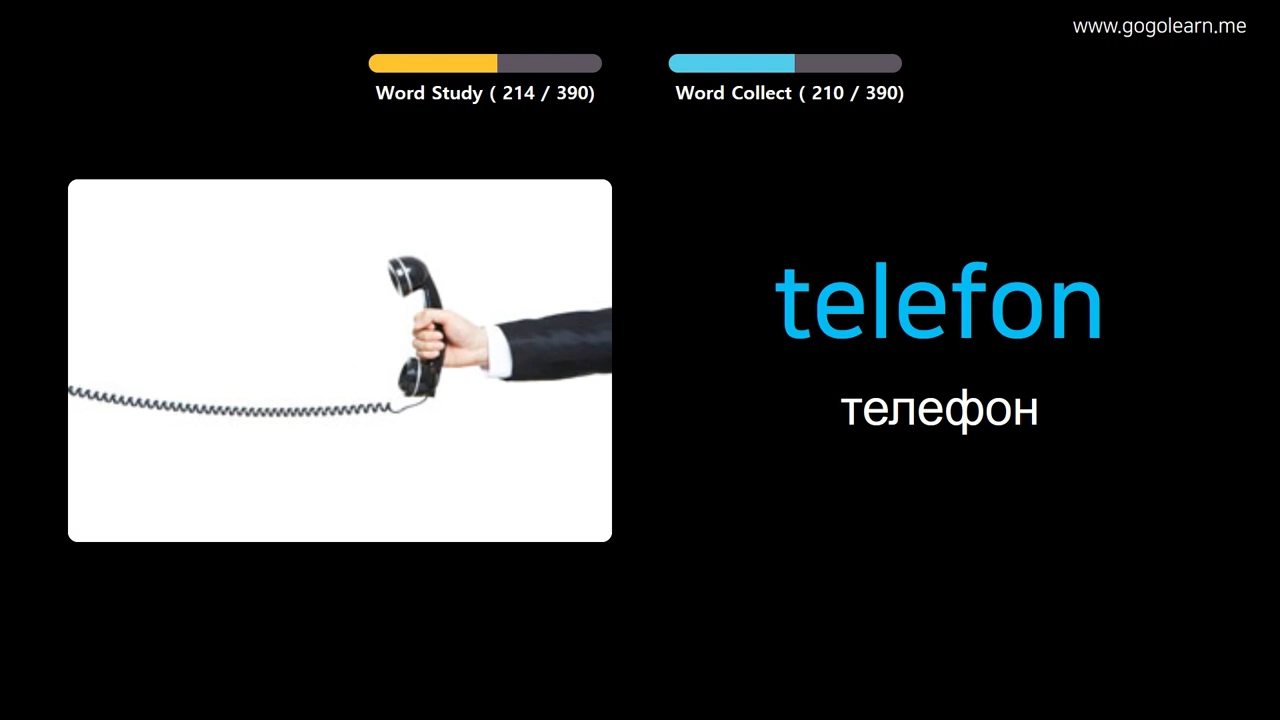 www.gogolearn.me
Word Study ( 214 / 390)
Word Collect ( 210 / 390)
telefon
телефон